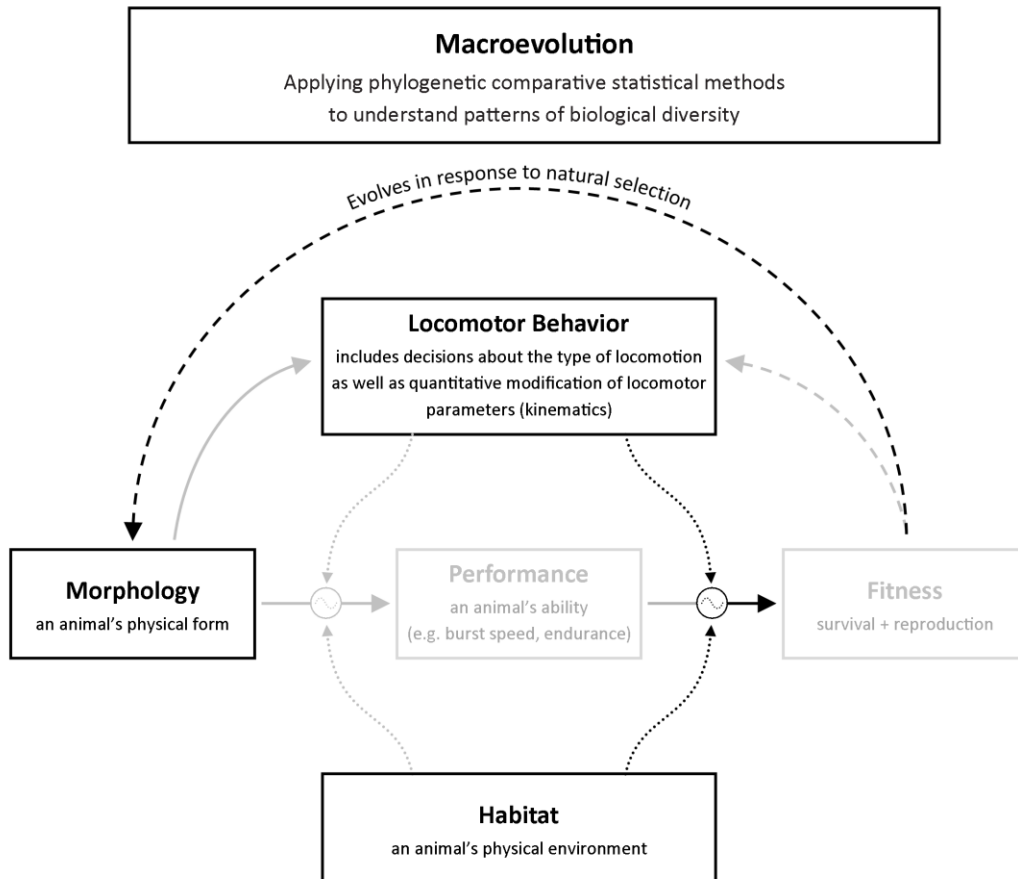 Macroevolution
Applying phylogenetic comparative statistical methods
to understand patterns of biological diversity
Evolves in response to natural selection
Locomotor Behavior
includes decisions about the type of locomotion
as well as quantitative modification of locomotor
parameters (kinematics)
Morphology
an animal's physical form
Performance
an animal's ability
(e.g. burst speed, endurance)
Fitness
survival + reproduction
Habitat
an animal's physical environment